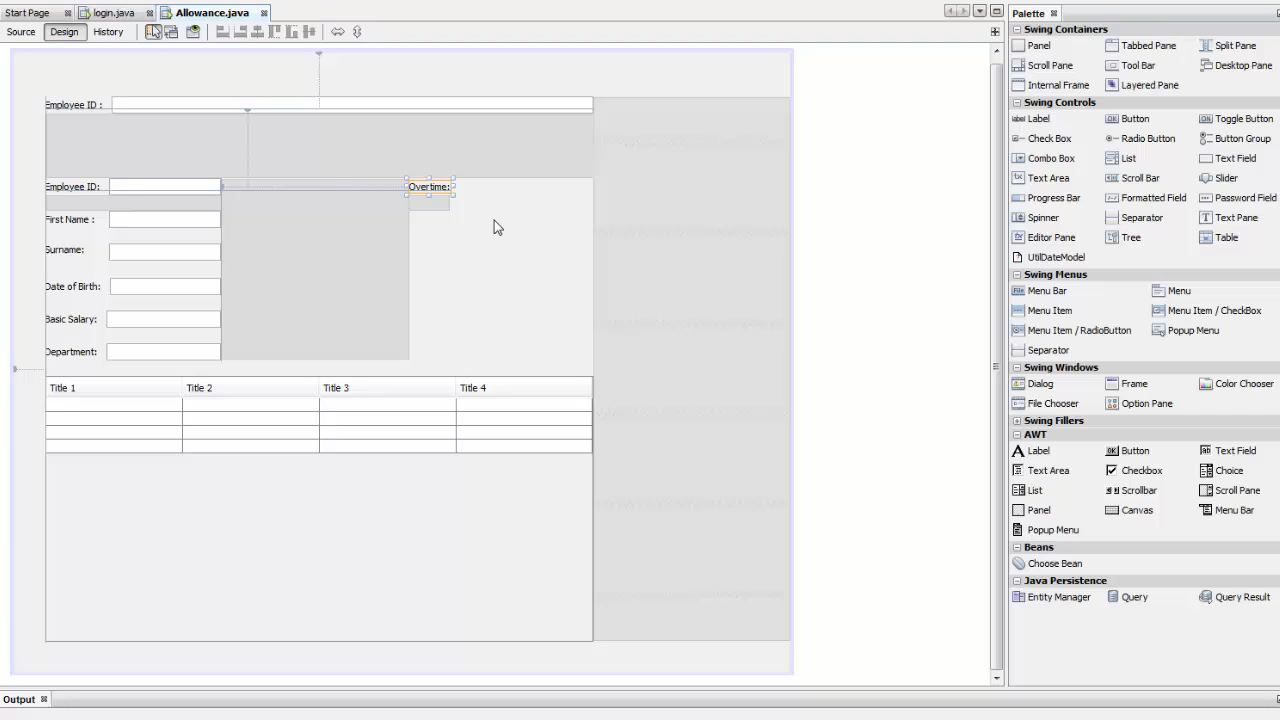 Start Page login.java Allowance.java
Source Design History
Employee ID :
Employee ID: Overtime:
First Name :
Surname:
Date of Birth:
Basic Salary:
Department:
Title 1 Title 2 Title 3 Title 4
Output
Palette
Swing Containers
Panel Tabbed Pane Split Pane
Scroll Pane Tool Bar Desktop Pane
Internal Frame Layered Pane
Swing Controls
label Label OK Button ON Toggle Button
Check Box Radio Button Button Group
Combo Box List Text Field
Text Area Scroll Bar Slider
Progress Bar Formatted Field Password Field
Spinner Separator T Text Pane
Editor Pane Tree Table
UtilDateModel
Swing Menus
File Menu Bar Menu
Menu Item Menu Item / CheckBox
Menu Item / RadioButton Popup Menu
Separator
Swing Windows
Dialog Frame Color Chooser
File Chooser Option Pane
Swing Fillers
AWT
A Label OK Button ab Text Field
Text Area Checkbox Choice
List Scrollbar Scroll Pane
Panel Canvas Menu Bar
Popup Menu
Beans
Choose Bean
Java Persistence
Entity Manager Query Query Result